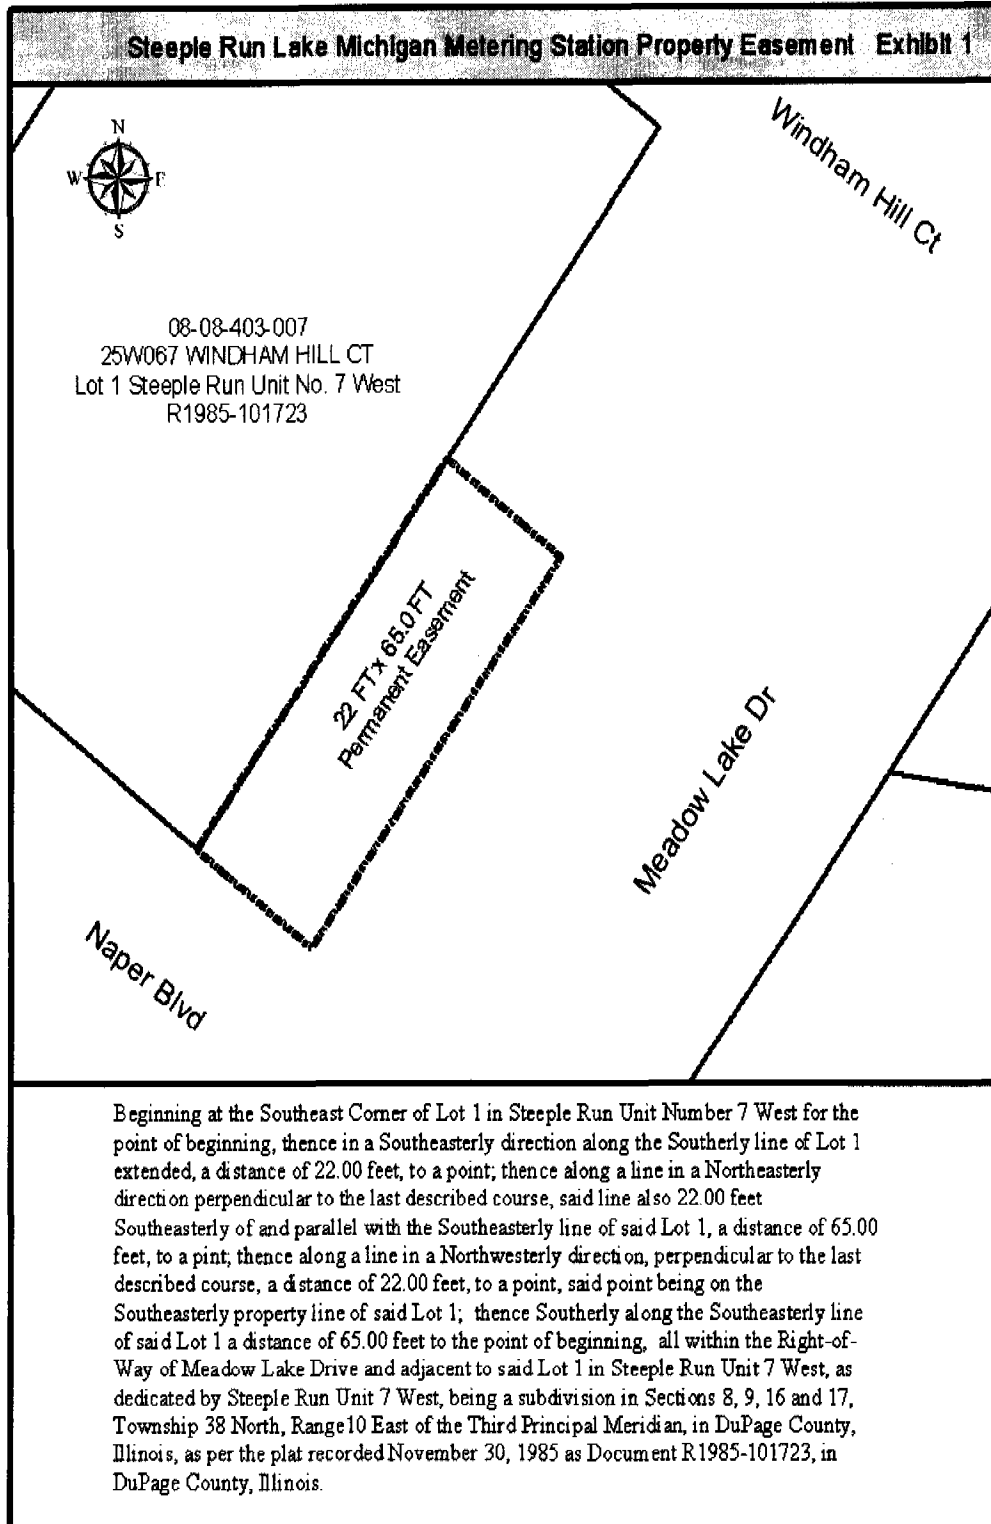 Steeple Run Lake Michigan Metering Station Property Easement Exhibit 1
Windham Hill Ct
N
W E
S
08-08-403-007
25W067 WINDHAM HILL CT
Lot 1 Steeple Run Unit No. 7 West
R1985-101723
22 FT x 65.0 FT
Permanent Easement
Meadow Lake Dr
Naper Blvd
Beginning at the Southeast Corner of Lot 1 in Steeple Run Unit Number 7 West for the
point of beginning, thence in a Southeasterly direction along the Southerly line of Lot 1
extended, a distance of 22.00 feet, to a point; thence along a line in a Northeasterly
direction perpendicular to the last described course, said line also 22.00 feet
Southeasterly of and parallel with the Southeasterly line of said Lot 1, a distance of 65.00
feet, to a pint; thence along a line in a Northwesterly direction, perpendicular to the last
described course, a distance of 22.00 feet, to a point, said point being on the
Southeasterly property line of said Lot 1; thence Southerly along the Southeasterly line
of said Lot 1 a distance of 65.00 feet to the point of beginning, all within the Right-of-
Way of Meadow Lake Drive and adjacent to said Lot 1 in Steeple Run Unit 7 West, as
dedicated by Steeple Run Unit 7 West, being a subdivision in Sections 8, 9, 16 and 17,
Township 38 North, Range10 East of the Third Principal Meridian, in DuPage County,
Illinois, as per the plat recorded November 30, 1985 as Document R1985-101723, in
DuPage County, Illinois.